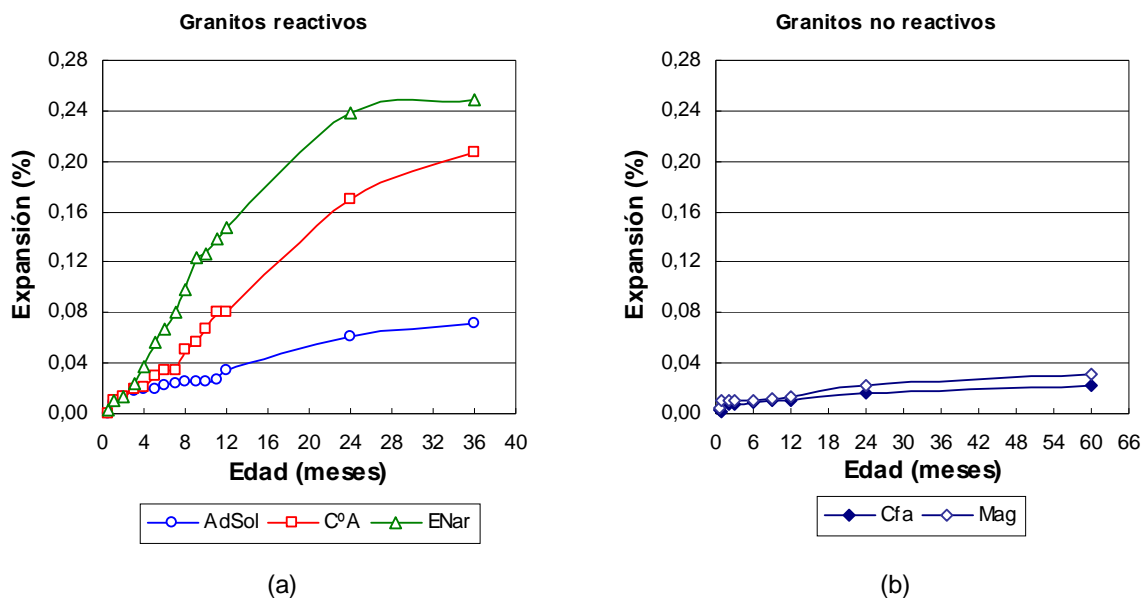 Granitos reactivos
0,28
0,24
0,20
0,16
0,12
0,08
0,04
0,00
Expansión (%)
0 4 8 12 16 20 24 28 32 36 40
Edad (meses)
AdSol CºA ENar
(a)
Granitos no reactivos
0,28
0,24
0,20
0,16
0,12
0,08
0,04
0,00
Expansión (%)
0 6 12 18 24 30 36 42 48 54 60 66
Edad (meses)
Cfa Mag
(b)